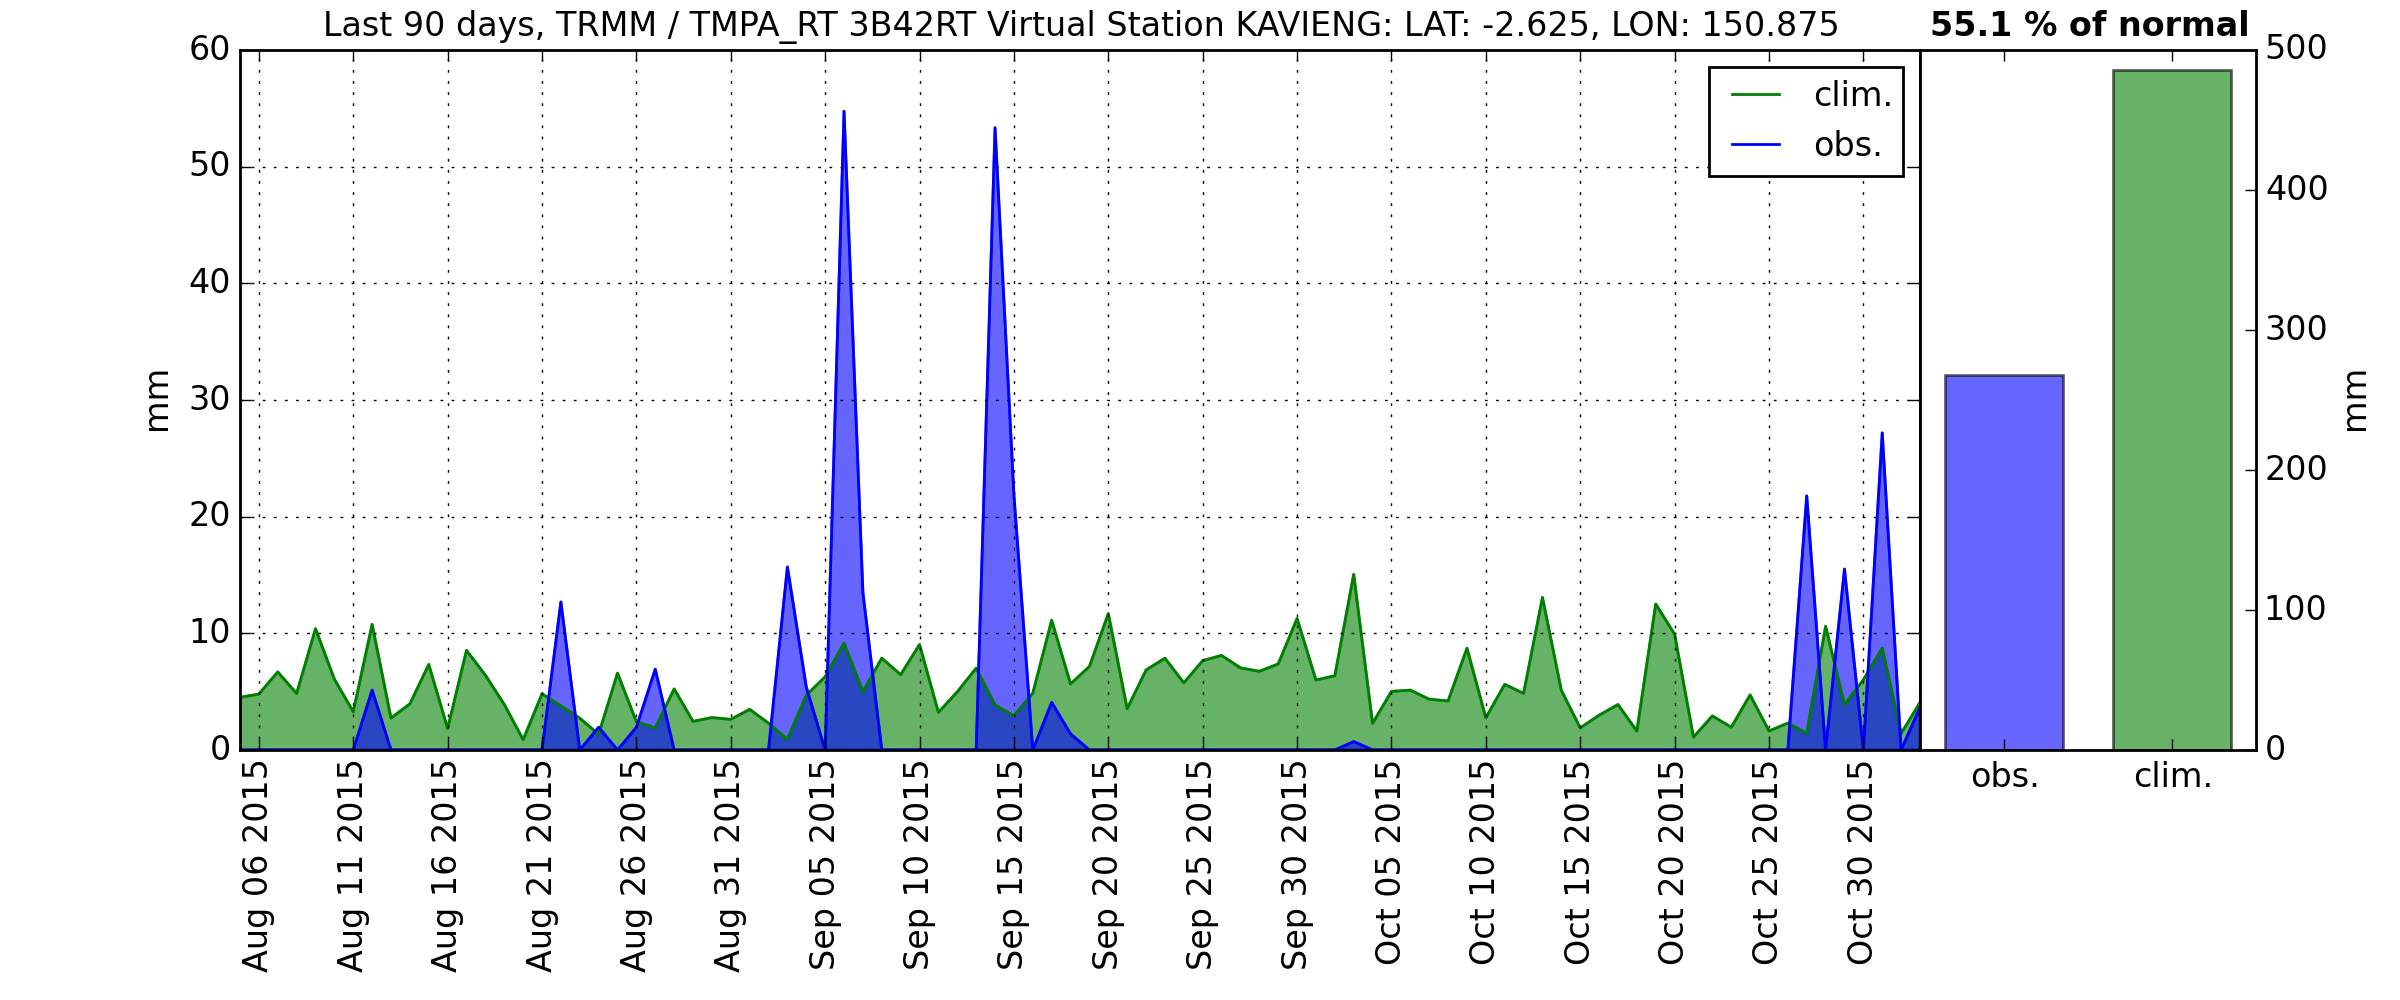 Last 90 days, TRMM / TMPA_RT 3B42RT Virtual Station KAVIENG: LAT: -2.625, LON: 150.875
55.1 % of normal
clim.
obs.
60
50
40
30
20
10
0
mm
Aug 06 2015
Aug 11 2015
Aug 16 2015
Aug 21 2015
Aug 26 2015
Aug 31 2015
Sep 05 2015
Sep 10 2015
Sep 15 2015
Sep 20 2015
Sep 25 2015
Sep 30 2015
Oct 05 2015
Oct 10 2015
Oct 15 2015
Oct 20 2015
Oct 25 2015
Oct 30 2015
500
400
300
200
100
0
mm
obs.
clim.